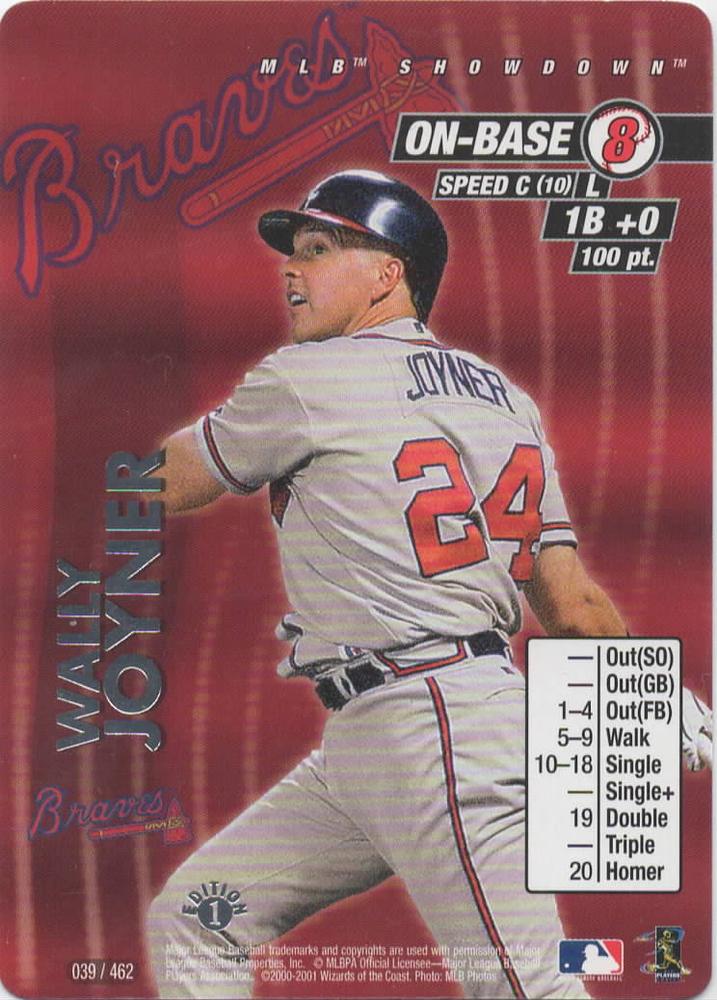 Braves™
MLB™ SHOWDOWN™
ON-BASE 8
SPEED C (10) L
1B +0
100 pt.
JOYNER
24
WALLY
JOYNER
— Out(SO)
— Out(GB)
1–4 Out(FB)
5–9 Walk
10–18 Single
— Single+
19 Double
— Triple
20 Homer
Braves
EDITION
1
039 / 462
Major League Baseball trademarks and copyrights are used with permission of Major
League Baseball Properties, Inc. © MLBPA Official Licensee—Major League Baseball
Players Association. ©2000-2001 Wizards of the Coast. Photo: MLB Photos
PLAYERS